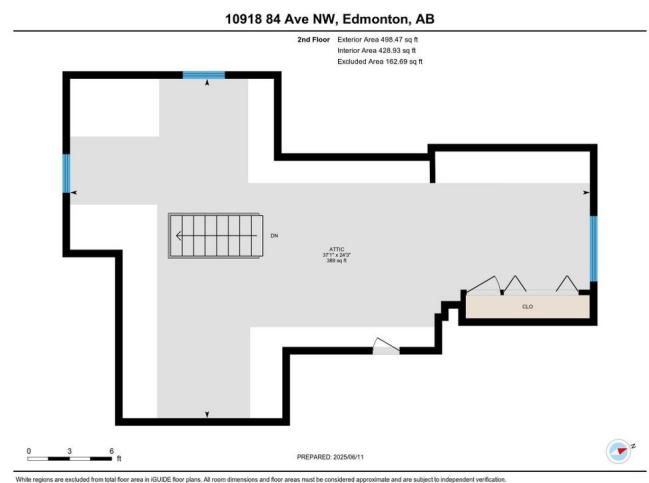 10918 84 Ave NW, Edmonton, AB
2nd Floor Exterior Area 498.47 sq ft
Interior Area 428.93 sq ft
Excluded Area 162.69 sq ft
DN
ATTIC
37'1" x 24'3"
389 sq ft
CLO
0 3 6
ft
PREPARED: 2025/06/11
N
White regions are excluded from total floor area in iGUIDE floor plans. All room dimensions and floor areas must be considered approximate and are subject to independent verification.